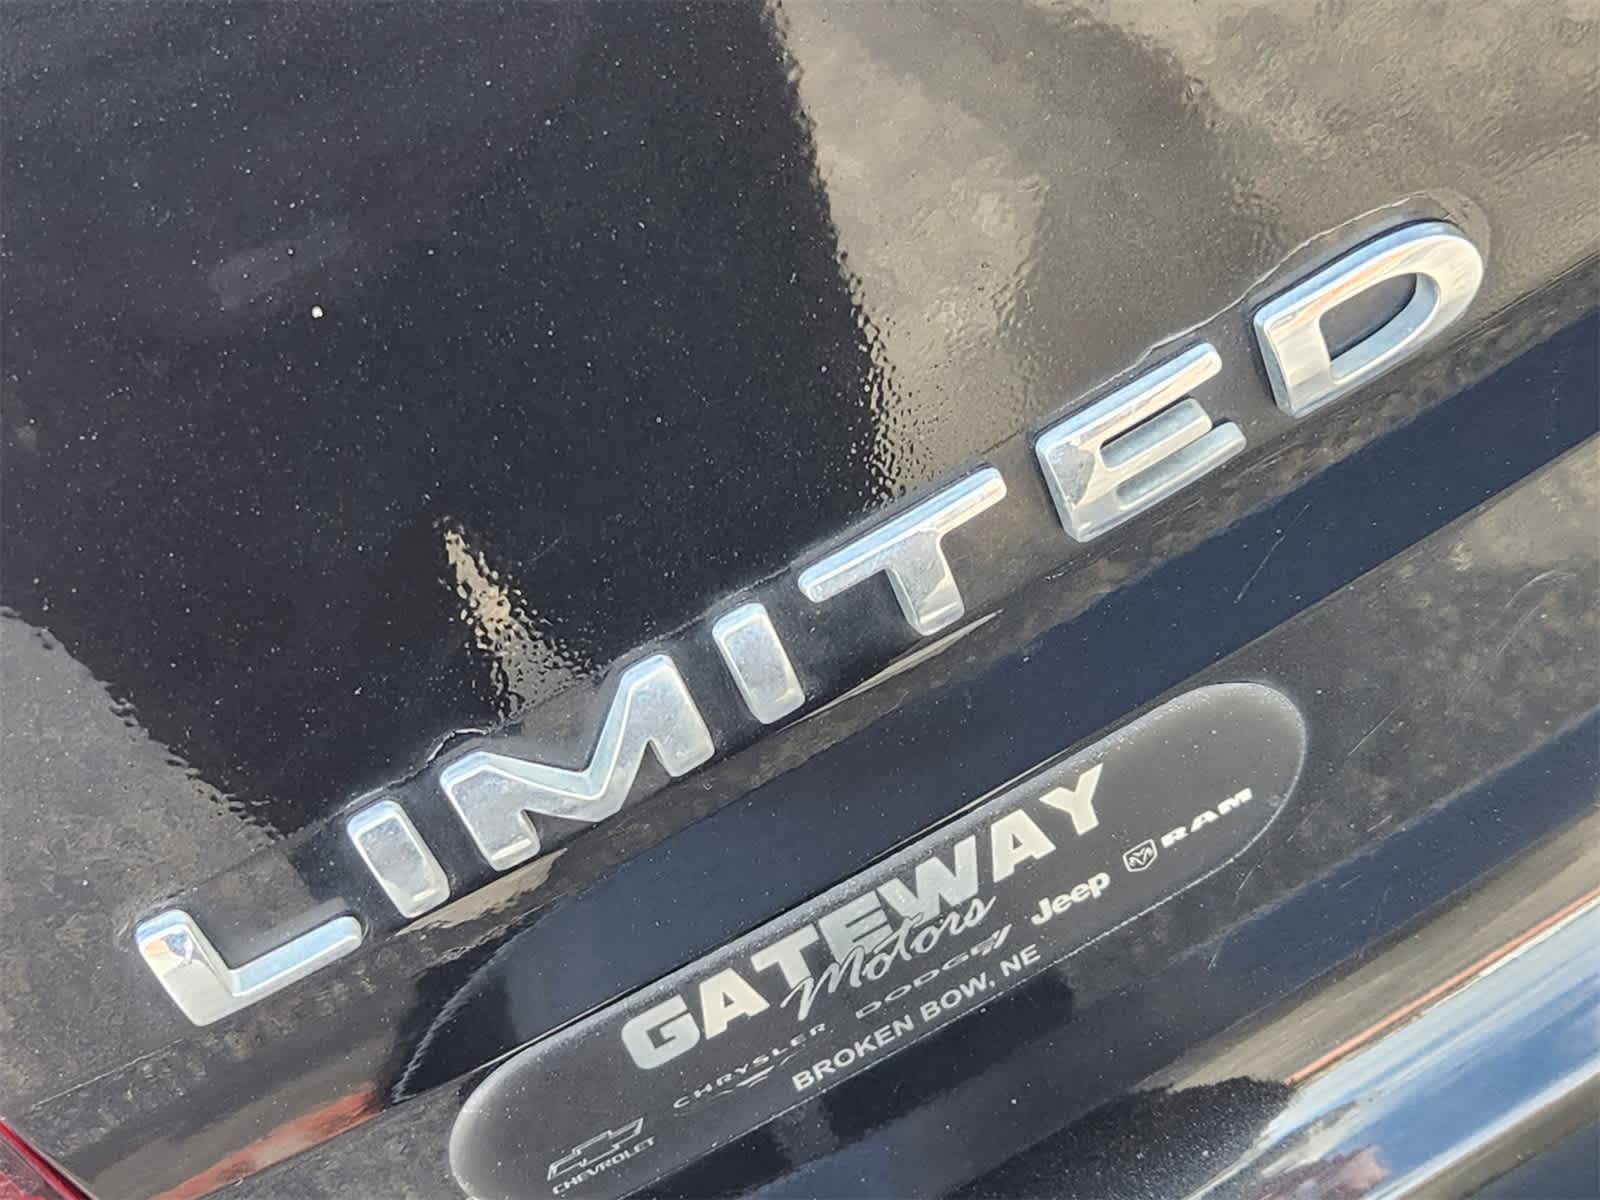 LIMITED
GATEWAY
Motors
CHEVROLET CHRYSLER DODGE Jeep RAM
BROKEN BOW, NE